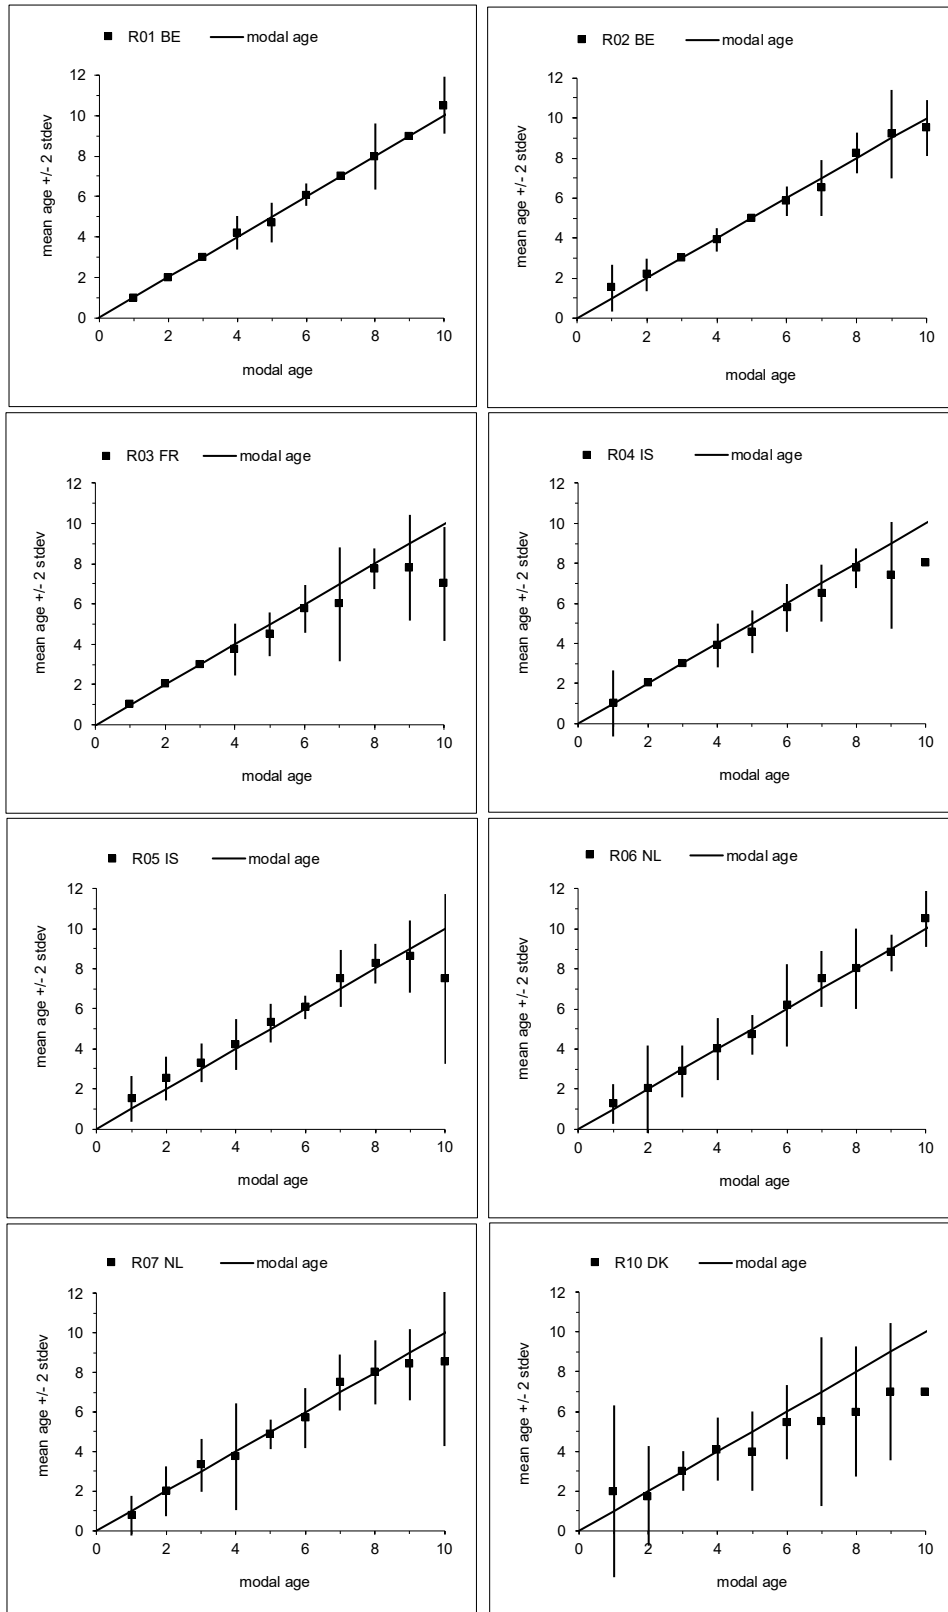 R01 BE modal age
mean age +/- 2 stdev
12
10
8
6
4
2
0
0 2 4 6 8 10
modal age
R02 BE modal age
mean age +/- 2 stdev
12
10
8
6
4
2
0
0 2 4 6 8 10
modal age
R03 FR modal age
mean age +/- 2 stdev
12
10
8
6
4
2
0
0 2 4 6 8 10
modal age
R04 IS modal age
mean age +/- 2 stdev
12
10
8
6
4
2
0
0 2 4 6 8 10
modal age
R05 IS modal age
mean age +/- 2 stdev
12
10
8
6
4
2
0
0 2 4 6 8 10
modal age
R06 NL modal age
mean age +/- 2 stdev
12
10
8
6
4
2
0
0 2 4 6 8 10
modal age
R07 NL modal age
mean age +/- 2 stdev
12
10
8
6
4
2
0
0 2 4 6 8 10
modal age
R10 DK modal age
mean age +/- 2 stdev
12
10
8
6
4
2
0
0 2 4 6 8 10
modal age